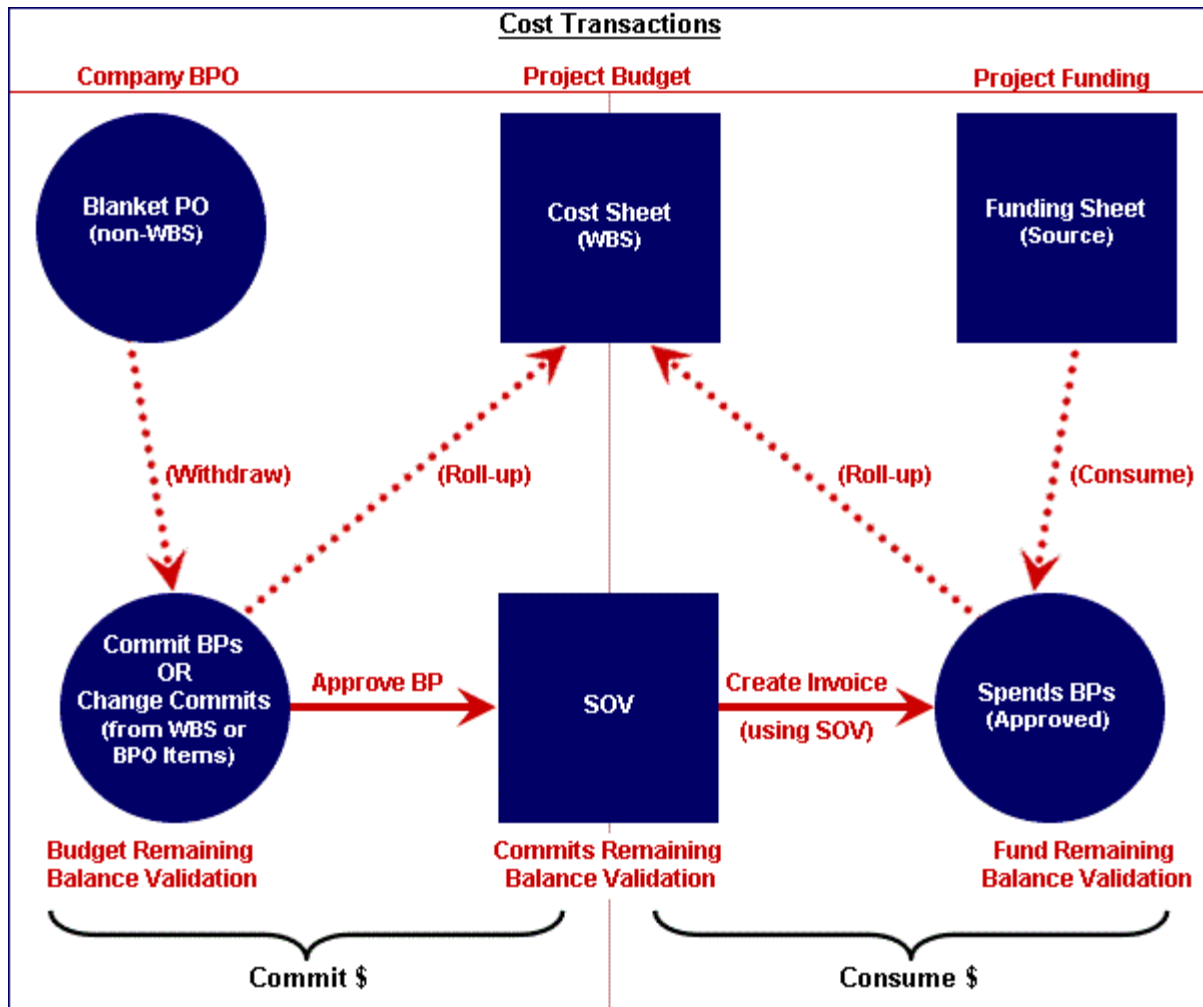 Cost Transactions
Company BPO
Project Budget
Project Funding
Blanket PO
(non-WBS)
Cost Sheet
(WBS)
Funding Sheet
(Source)
(Withdraw)
(Roll-up)
(Roll-up)
(Consume)
Commit BPs
OR
Change Commits
(from WBS or
BPO Items)
Approve BP
SOV
Create Invoice
(using SOV)
Spends BPs
(Approved)
Budget Remaining
Balance Validation
Commits Remaining
Balance Validation
Fund Remaining
Balance Validation
Commit $
Consume $